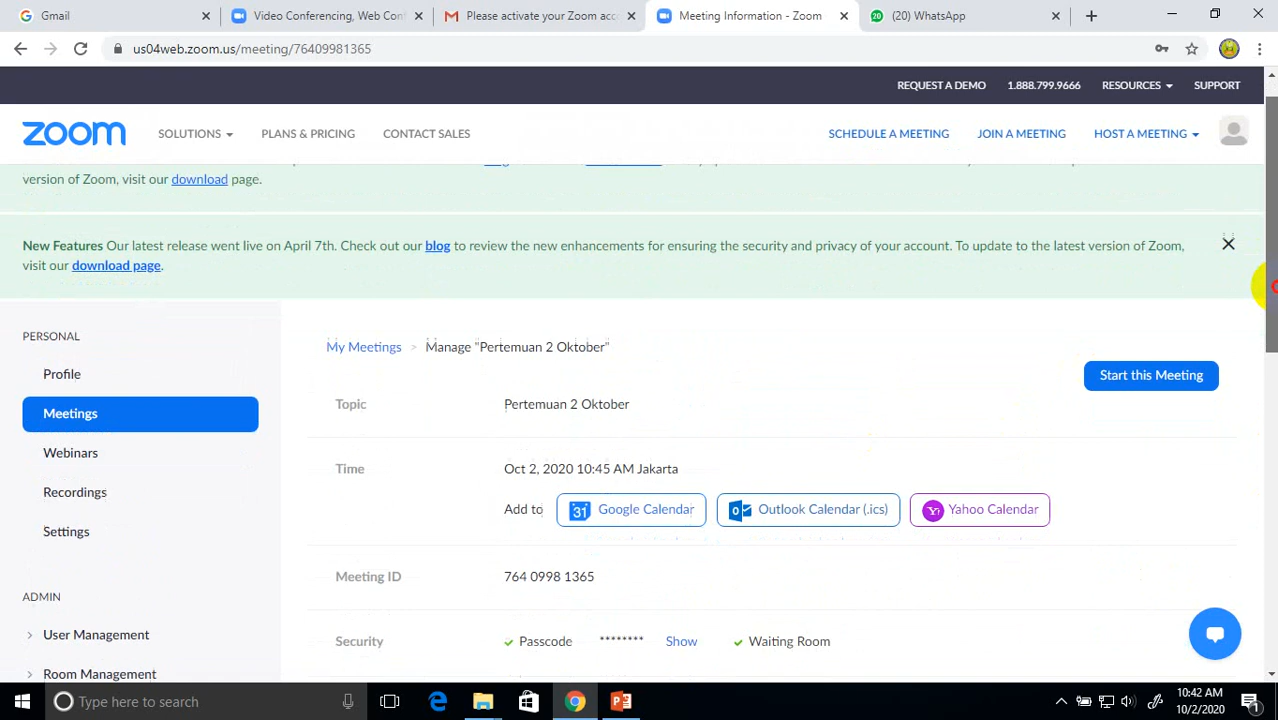 Gmail
Video Conferencing, Web Con
Please activate your Zoom acc
Meeting Information - Zoom
(20) WhatsApp
us04web.zoom.us/meeting/76409981365
REQUEST A DEMO 1.888.799.9666 RESOURCES SUPPORT
zoom SOLUTIONS PLANS & PRICING CONTACT SALES SCHEDULE A MEETING JOIN A MEETING HOST A MEETING
version of Zoom, visit our download page.
New Features Our latest release went live on April 7th. Check out our blog to review the new enhancements for ensuring the security and privacy of your account. To update to the latest version of Zoom,
visit our download page.
PERSONAL
Profile
Meetings
Webinars
Recordings
Settings
ADMIN
User Management
Room Management
My Meetings > Manage "Pertemuan 2 Oktober"
Start this Meeting
Topic Pertemuan 2 Oktober
Time Oct 2, 2020 10:45 AM Jakarta
Add to 31 Google Calendar Outlook Calendar (.ics) Yahoo Calendar
Meeting ID 764 0998 1365
Security Passcode ******** Show Waiting Room
Type here to search
10:42 AM
10/2/2020
1